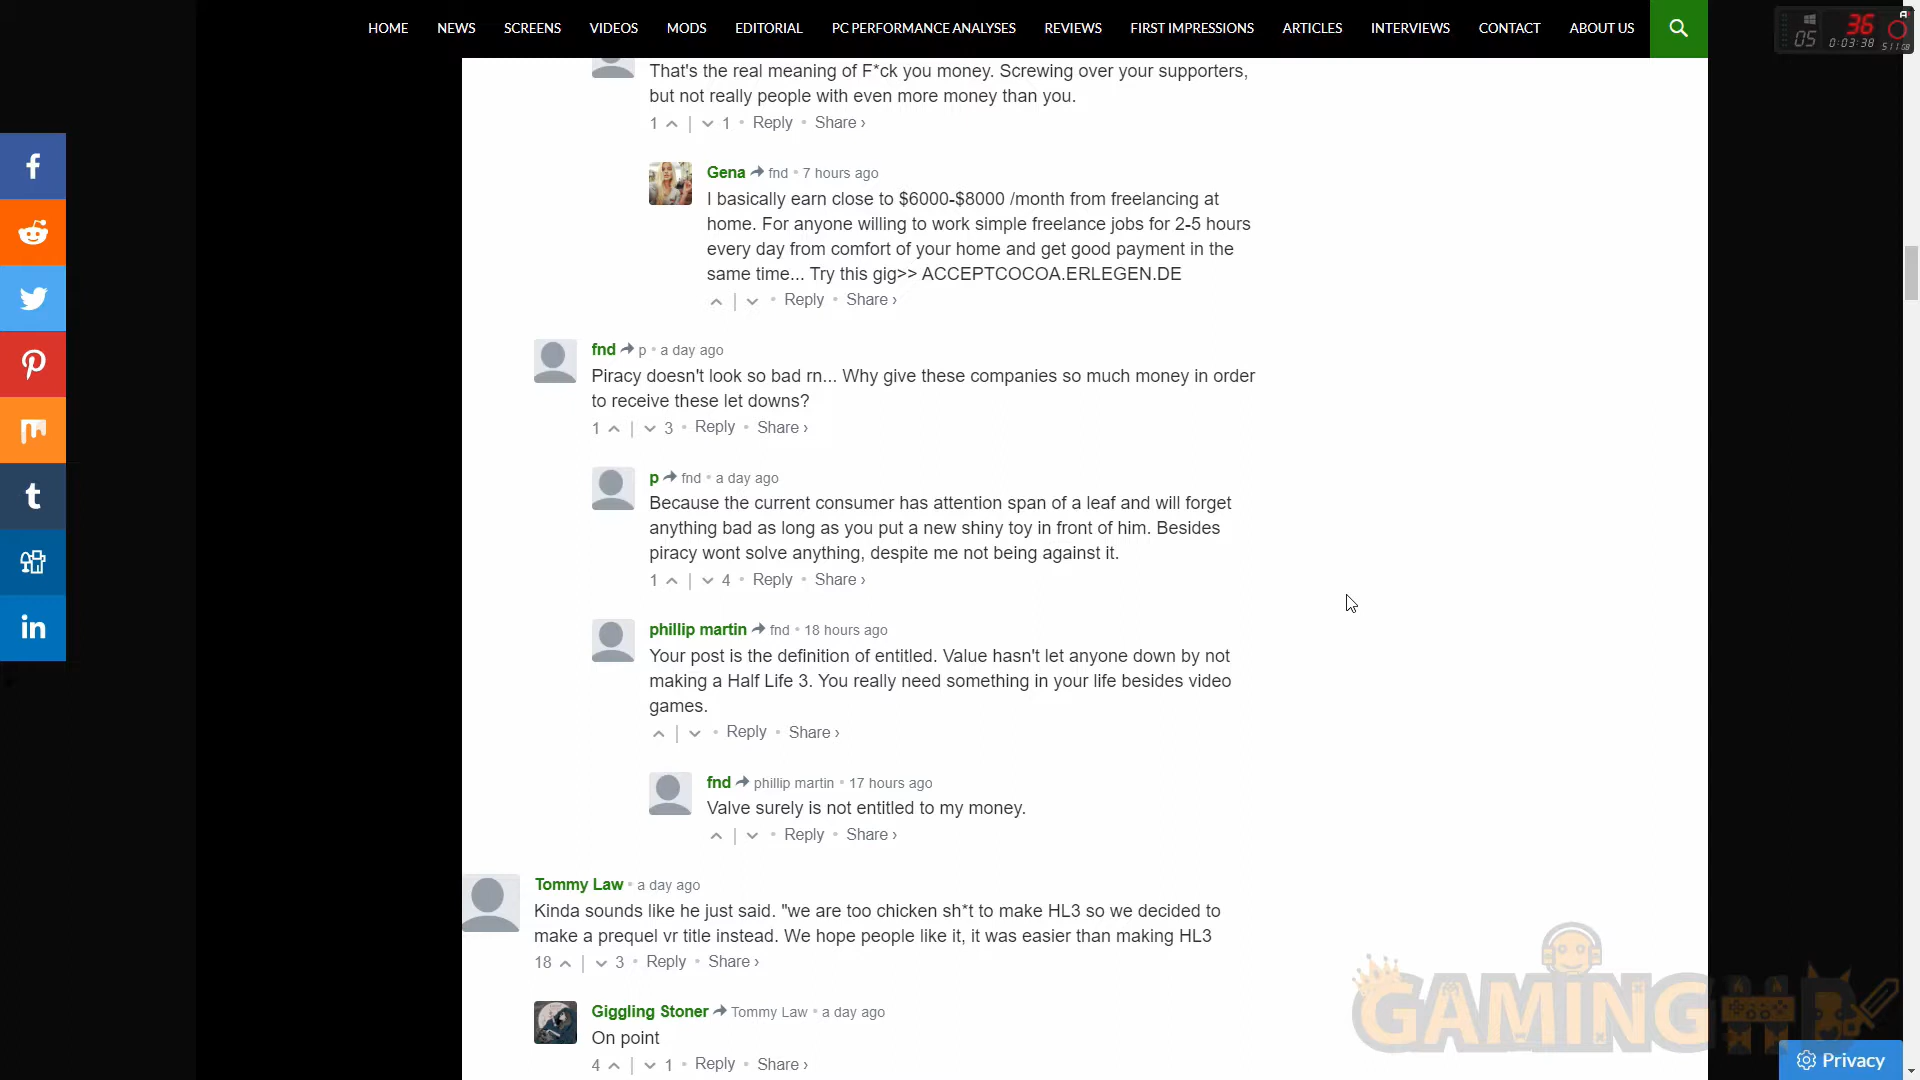 HOME NEWS SCREENS VIDEOS MODS EDITORIAL PC PERFORMANCE ANALYSES REVIEWS FIRST IMPRESSIONS ARTICLES INTERVIEWS CONTACT ABOUT US
36
05 0:03:38 511GB
That's the real meaning of F*ck you money. Screwing over your supporters,
but not really people with even more money than you.
1 | 1 • Reply • Share ›
Gena fnd • 7 hours ago
I basically earn close to $6000-$8000 /month from freelancing at
home. For anyone willing to work simple freelance jobs for 2-5 hours
every day from comfort of your home and get good payment in the
same time... Try this gig>> ACCEPTCOCOA.ERLEGEN.DE
| • Reply • Share ›
fnd p • a day ago
Piracy doesn't look so bad rn... Why give these companies so much money in order
to receive these let downs?
1 | 3 • Reply • Share ›
p fnd • a day ago
Because the current consumer has attention span of a leaf and will forget
anything bad as long as you put a new shiny toy in front of him. Besides
piracy wont solve anything, despite me not being against it.
1 | 4 • Reply • Share ›
phillip martin fnd • 18 hours ago
Your post is the definition of entitled. Value hasn't let anyone down by not
making a Half Life 3. You really need something in your life besides video
games.
| • Reply • Share ›
fnd phillip martin • 17 hours ago
Valve surely is not entitled to my money.
| • Reply • Share ›
Tommy Law • a day ago
Kinda sounds like he just said. "we are too chicken sh*t to make HL3 so we decided to
make a prequel vr title instead. We hope people like it, it was easier than making HL3
18 | 3 • Reply • Share ›
Giggling Stoner Tommy Law • a day ago
On point
4 | 1 • Reply • Share ›
GAMINGHD
Privacy